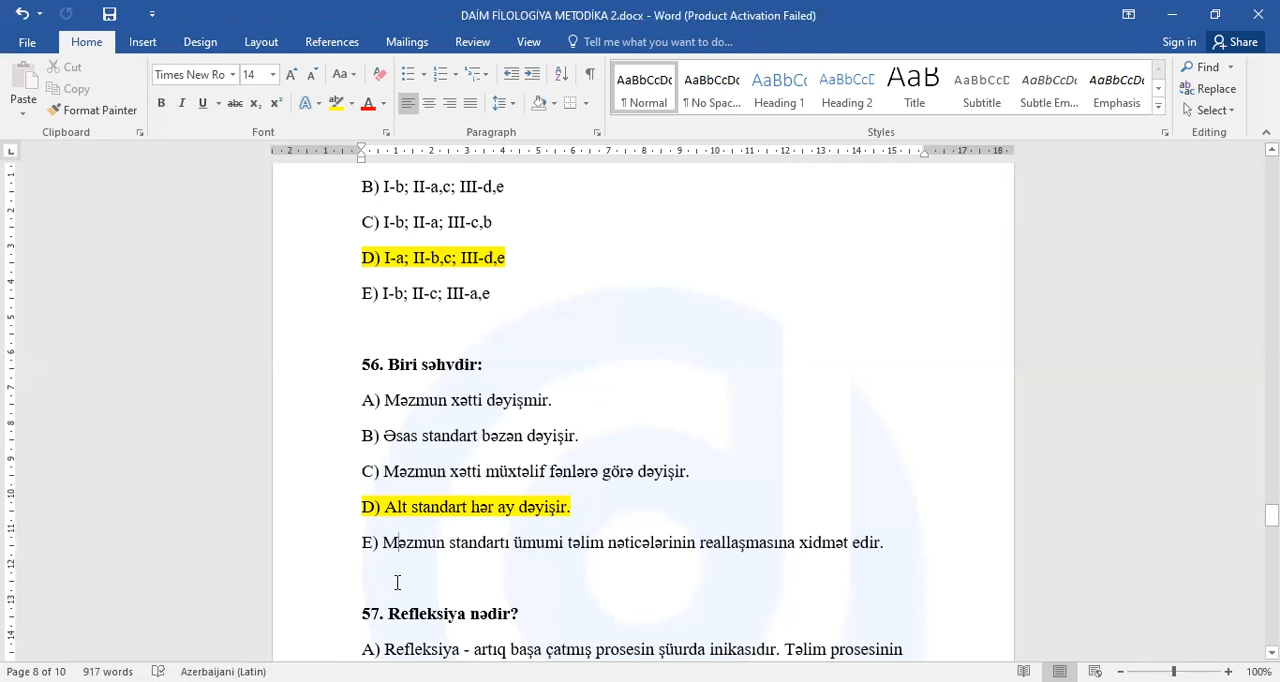 DAİM FİLOLOGİYA METODİKA 2.docx - Word (Product Activation Failed)
File Home Insert Design Layout References Mailings Review View Tell me what you want to do... Sign in Share
Paste Cut Copy Format Painter Clipboard
Times New Ro 14 Aa Font
Paragraph
AaBbCcDc ¶ Normal AaBbCcDc ¶ No Spac... AaBbCc Heading 1 AaBbCcD Heading 2 AaB Title AaBbCcD Subtitle AaBbCcDt Subtle Em... AaBbCcDt Emphasis Styles
Find Replace Select Editing
B) I-b; II-a,c; III-d,e
C) I-b; II-a; III-c,b
D) I-a; II-b,c; III-d,e
E) I-b; II-c; III-a,e
56. Biri səhvdir:
A) Məzmun xətti dəyişmir.
B) Əsas standart bəzən dəyişir.
C) Məzmun xətti müxtəlif fənlərə görə dəyişir.
D) Alt standart hər ay dəyişir.
E) Məzmun standartı ümumi təlim nəticələrinin reallaşmasına xidmət edir.
57. Refleksiya nədir?
A) Refleksiya - artıq başa çatmış prosesin şüurda inikasıdır. Təlim prosesinin
Page 8 of 10 917 words Azerbaijani (Latin) 100%